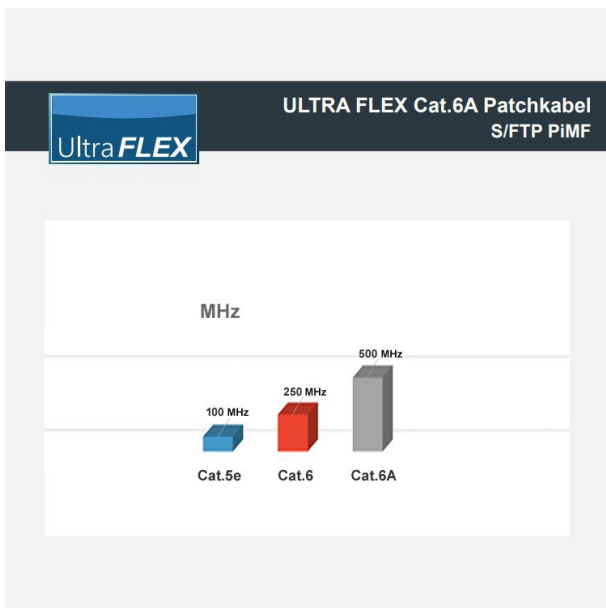 ULTRA FLEX Cat.6A Patchkabel
S/FTP PiMF
Ultra FLEX
MHz
500 MHz
250 MHz
100 MHz
Cat.5e Cat.6 Cat.6A